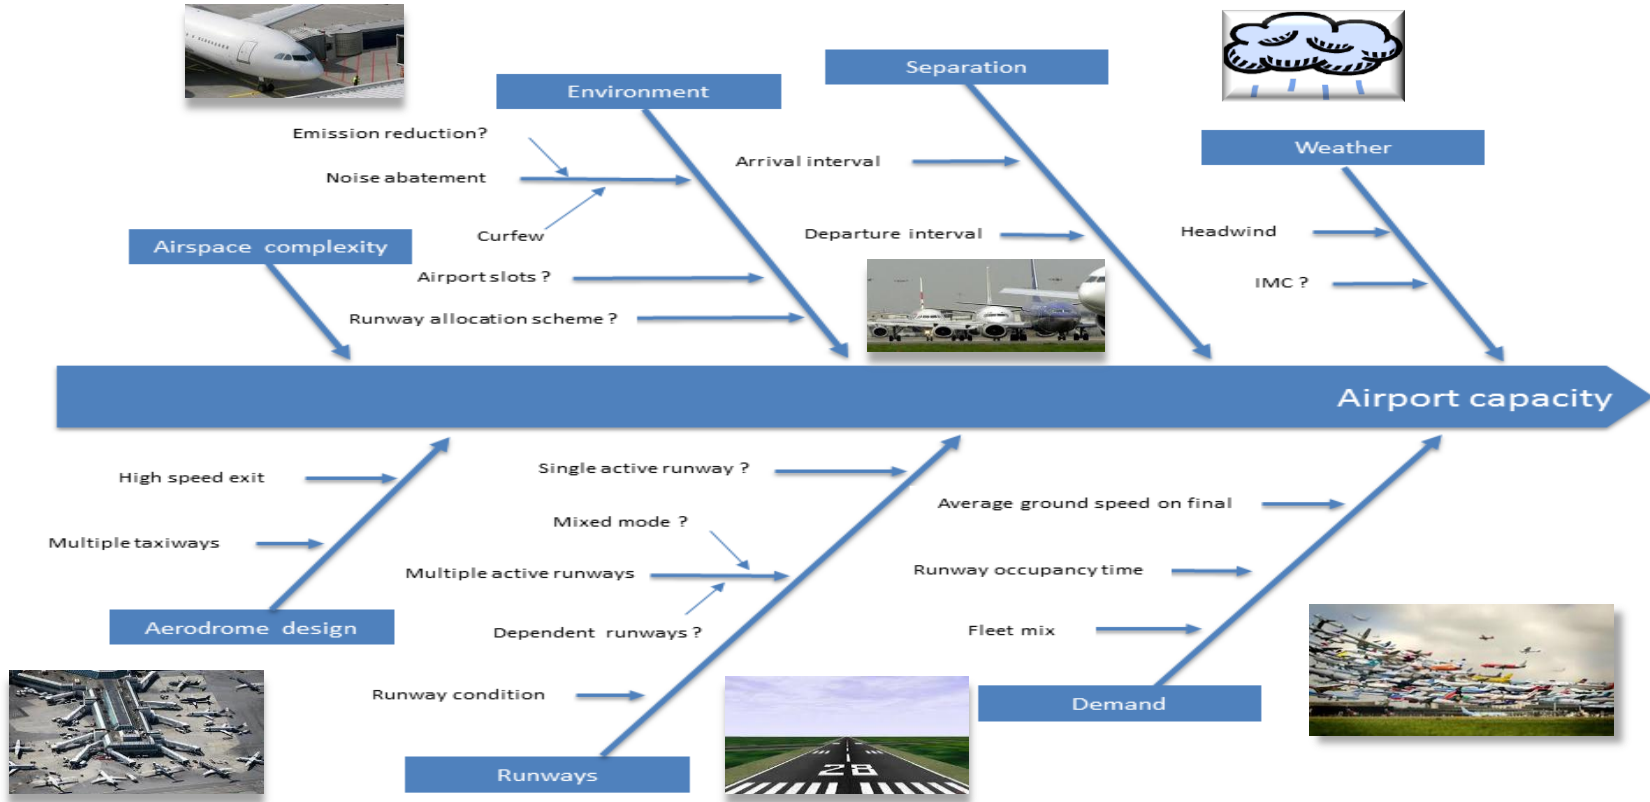 Separation
Environment
Emission reduction?
Weather
Arrival interval
Noise abatement
Curfew
Departure interval
Headwind
Airspace complexity
Airport slots ?
IMC ?
Runway allocation scheme ?
Airport capacity
High speed exit
Single active runway ?
Average ground speed on final
Mixed mode ?
Multiple taxiways
Multiple active runways
Runway occupancy time
Aerodrome design
Dependent runways ?
Fleet mix
Runway condition
Demand
Runways
28